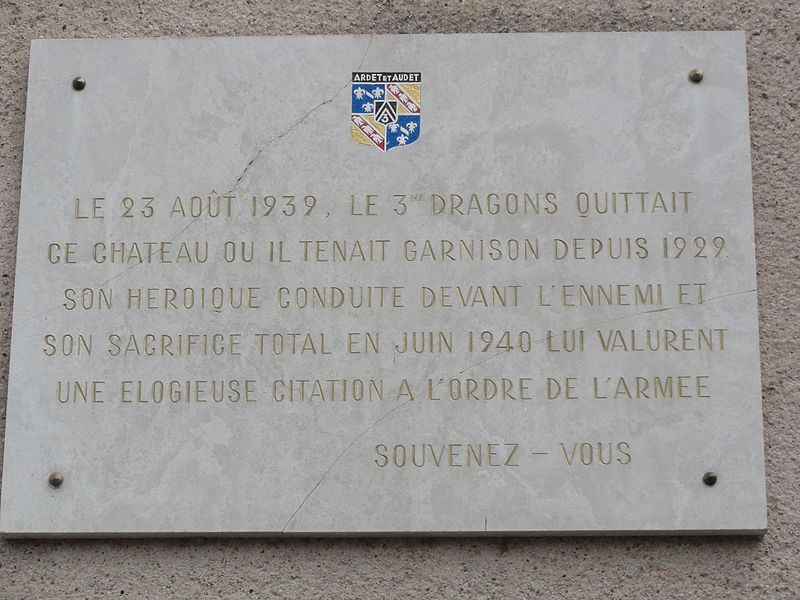 ARDET ET AUDET
3
LE 23 AOÛT 1939, LE 3ME DRAGONS QUITTAIT
CE CHATEAU OU IL TENAIT GARNISON DEPUIS 1929
SON HEROIQUE CONDUITE DEVANT L'ENNEMI ET
SON SACRIFICE TOTAL EN JUIN 1940 LUI VALURENT
UNE ELOGIEUSE CITATION A L'ORDRE DE L'ARMEE
SOUVENEZ - VOUS